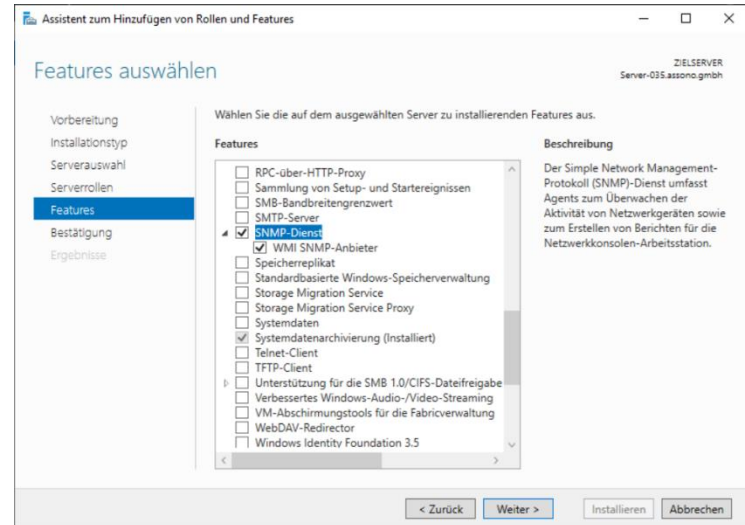 Assistent zum Hinzufügen von Rollen und Features
Features auswählen
ZIELSERVER
Server-035.assono.gmbh
Vorbereitung
Installationstyp
Serverauswahl
Serverrollen
Features
Bestätigung
Ergebnisse
Wählen Sie die auf dem ausgewählten Server zu installierenden Features aus.
Features
RPC-über-HTTP-Proxy
Sammlung von Setup- und Startereignissen
SMB-Bandbreitengrenzwert
SMTP-Server
SNMP-Dienst
WMI SNMP-Anbieter
Speicherreplikat
Standardbasierte Windows-Speicherverwaltung
Storage Migration Service
Storage Migration Service Proxy
Systemdaten
Systemdatenarchivierung (Installiert)
Telnet-Client
TFTP-Client
Unterstützung für die SMB 1.0/CIFS-Dateifreigabe
Verbessertes Windows-Audio-/Video-Streaming
VM-Abschirmungstools für die Fabricverwaltung
WebDAV-Redirector
Windows Identity Foundation 3.5
Beschreibung
Der Simple Network Management-
Protokoll (SNMP)-Dienst umfasst
Agents zum Überwachen der
Aktivität von Netzwerkgeräten sowie
zum Erstellen von Berichten für die
Netzwerkkonsolen-Arbeitsstation.
< Zurück
Weiter >
Installieren
Abbrechen